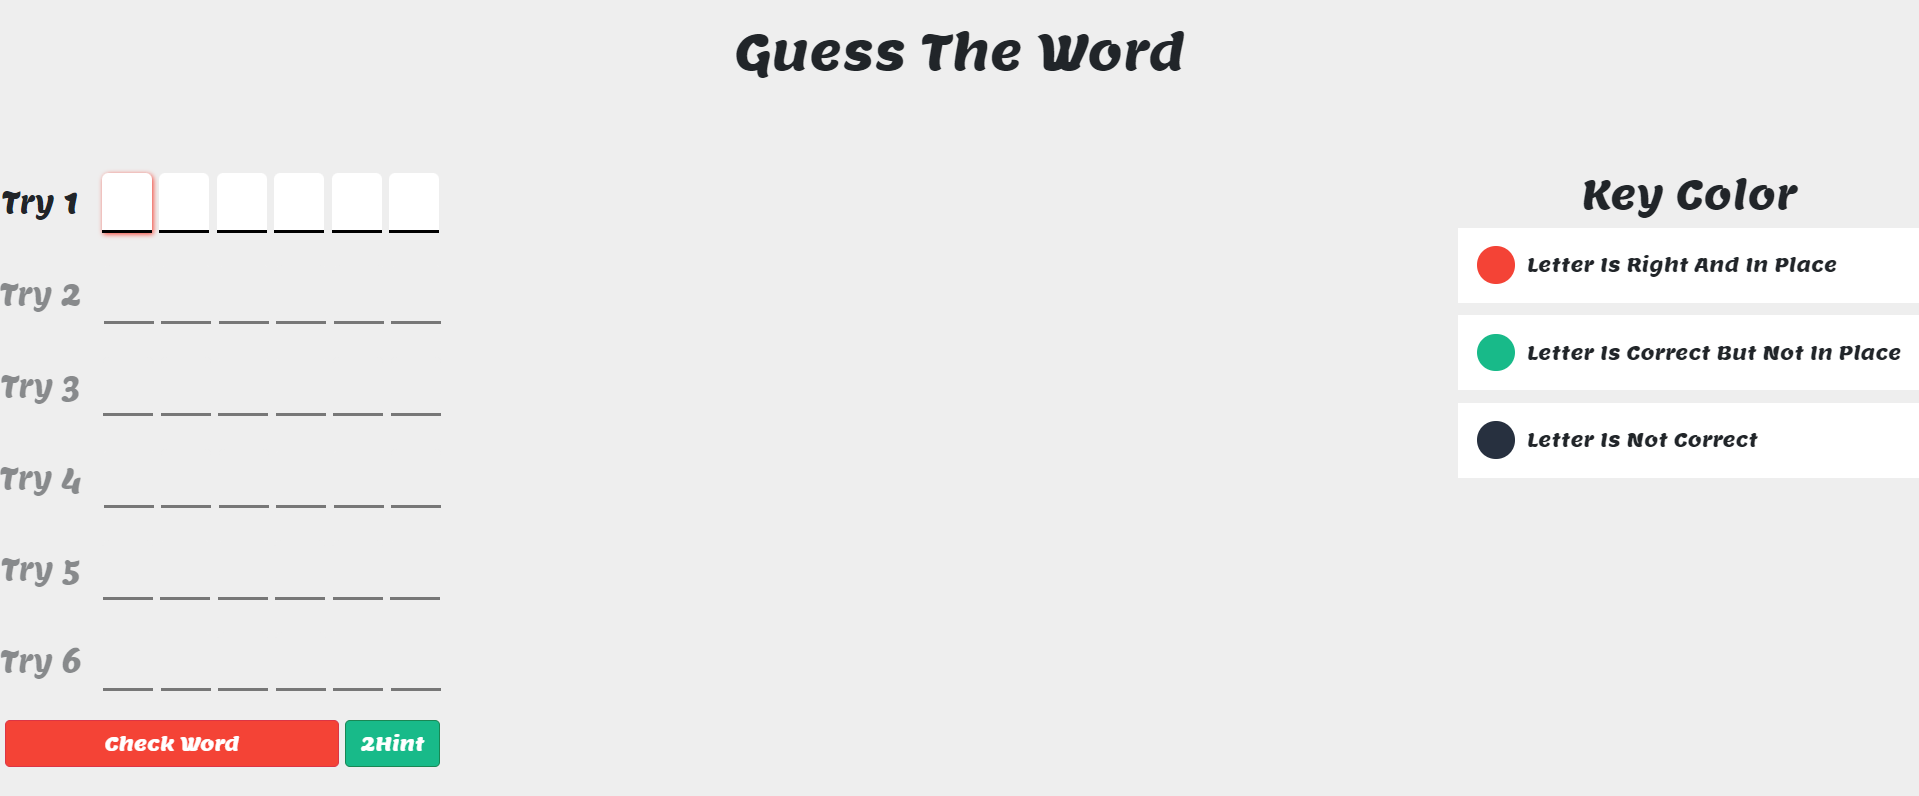 Guess The Word
Try 1
Try 2
Try 3
Try 4
Try 5
Try 6
Check Word
2Hint
Key Color
Letter Is Right And In Place
Letter Is Correct But Not In Place
Letter Is Not Correct